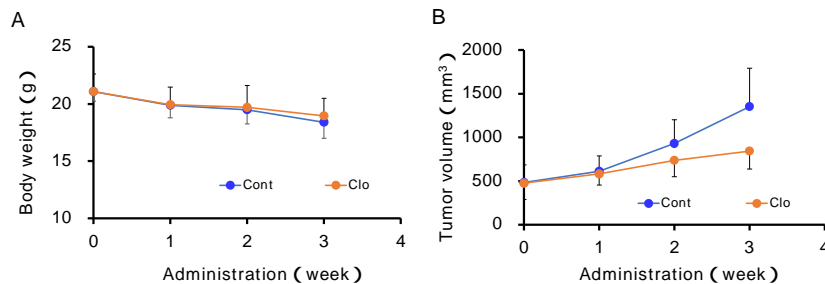 A
Body weight (g)
25
20
15
10
Cont
Clo
0
1
2
3
4
Administration (week)
B
Tumor volume (mm³)
2000
1500
1000
500
0
Cont
Clo
0
1
2
3
4
Administration (week)